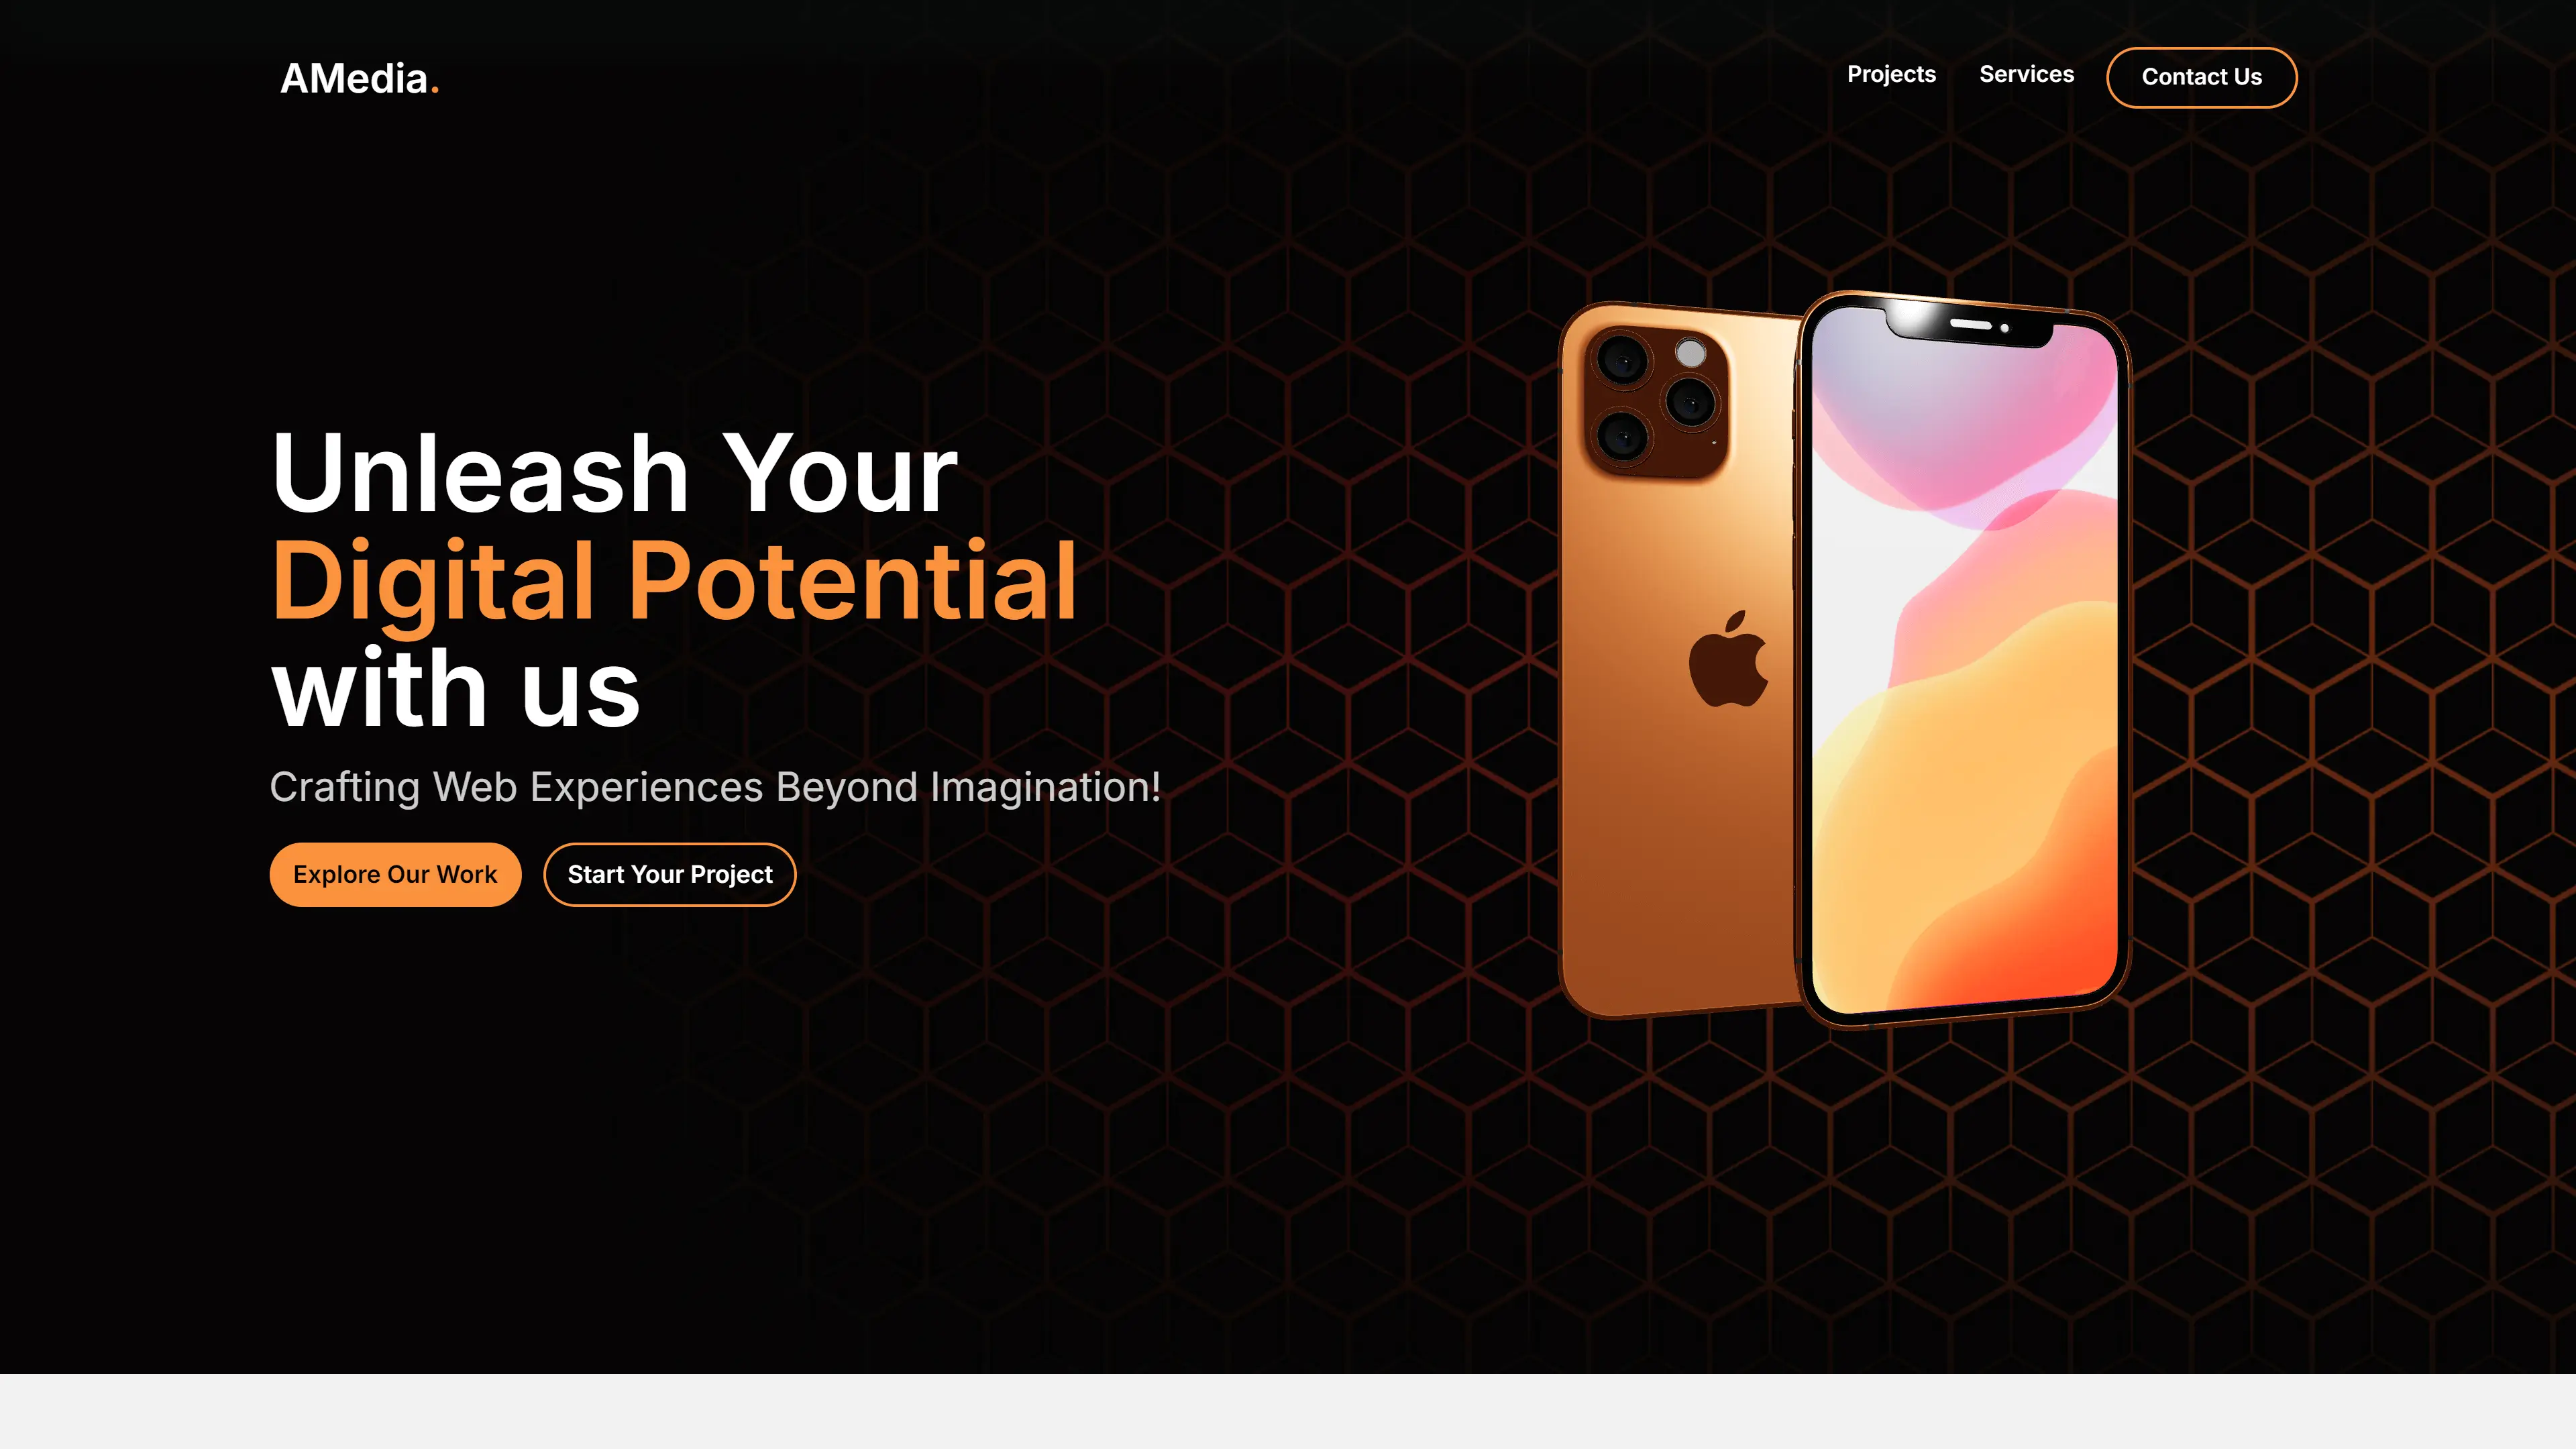 AMedia.
Projects
Services
Contact Us
Unleash Your
Digital Potential
with us
Crafting Web Experiences Beyond Imagination!
Explore Our Work
Start Your Project